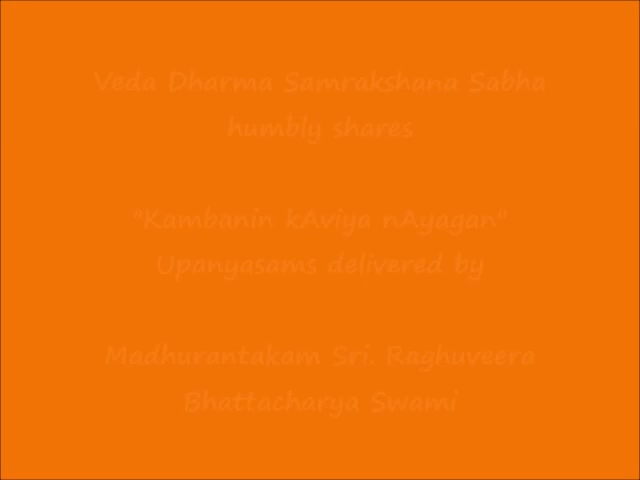 Veda Dharma Samrakshana Sabha
humbly shares
"Kambanin kAviya nAyagan"
Upanyasams delivered by
Madhurantakam Sri. Raghuveera
Bhattacharya Swami